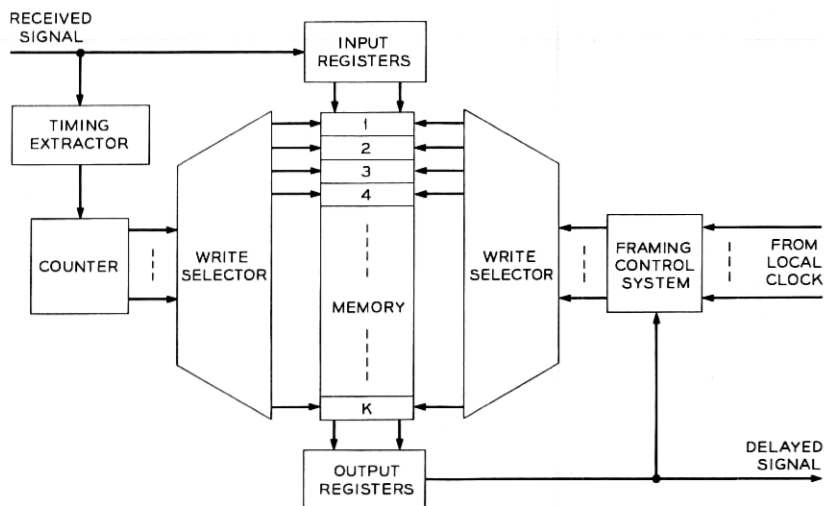 RECEIVED
SIGNAL
INPUT
REGISTERS
TIMING
EXTRACTOR
COUNTER
WRITE
SELECTOR
1
2
3
4
MEMORY
K
WRITE
SELECTOR
FRAMING
CONTROL
SYSTEM
FROM
LOCAL
CLOCK
OUTPUT
REGISTERS
DELAYED
SIGNAL